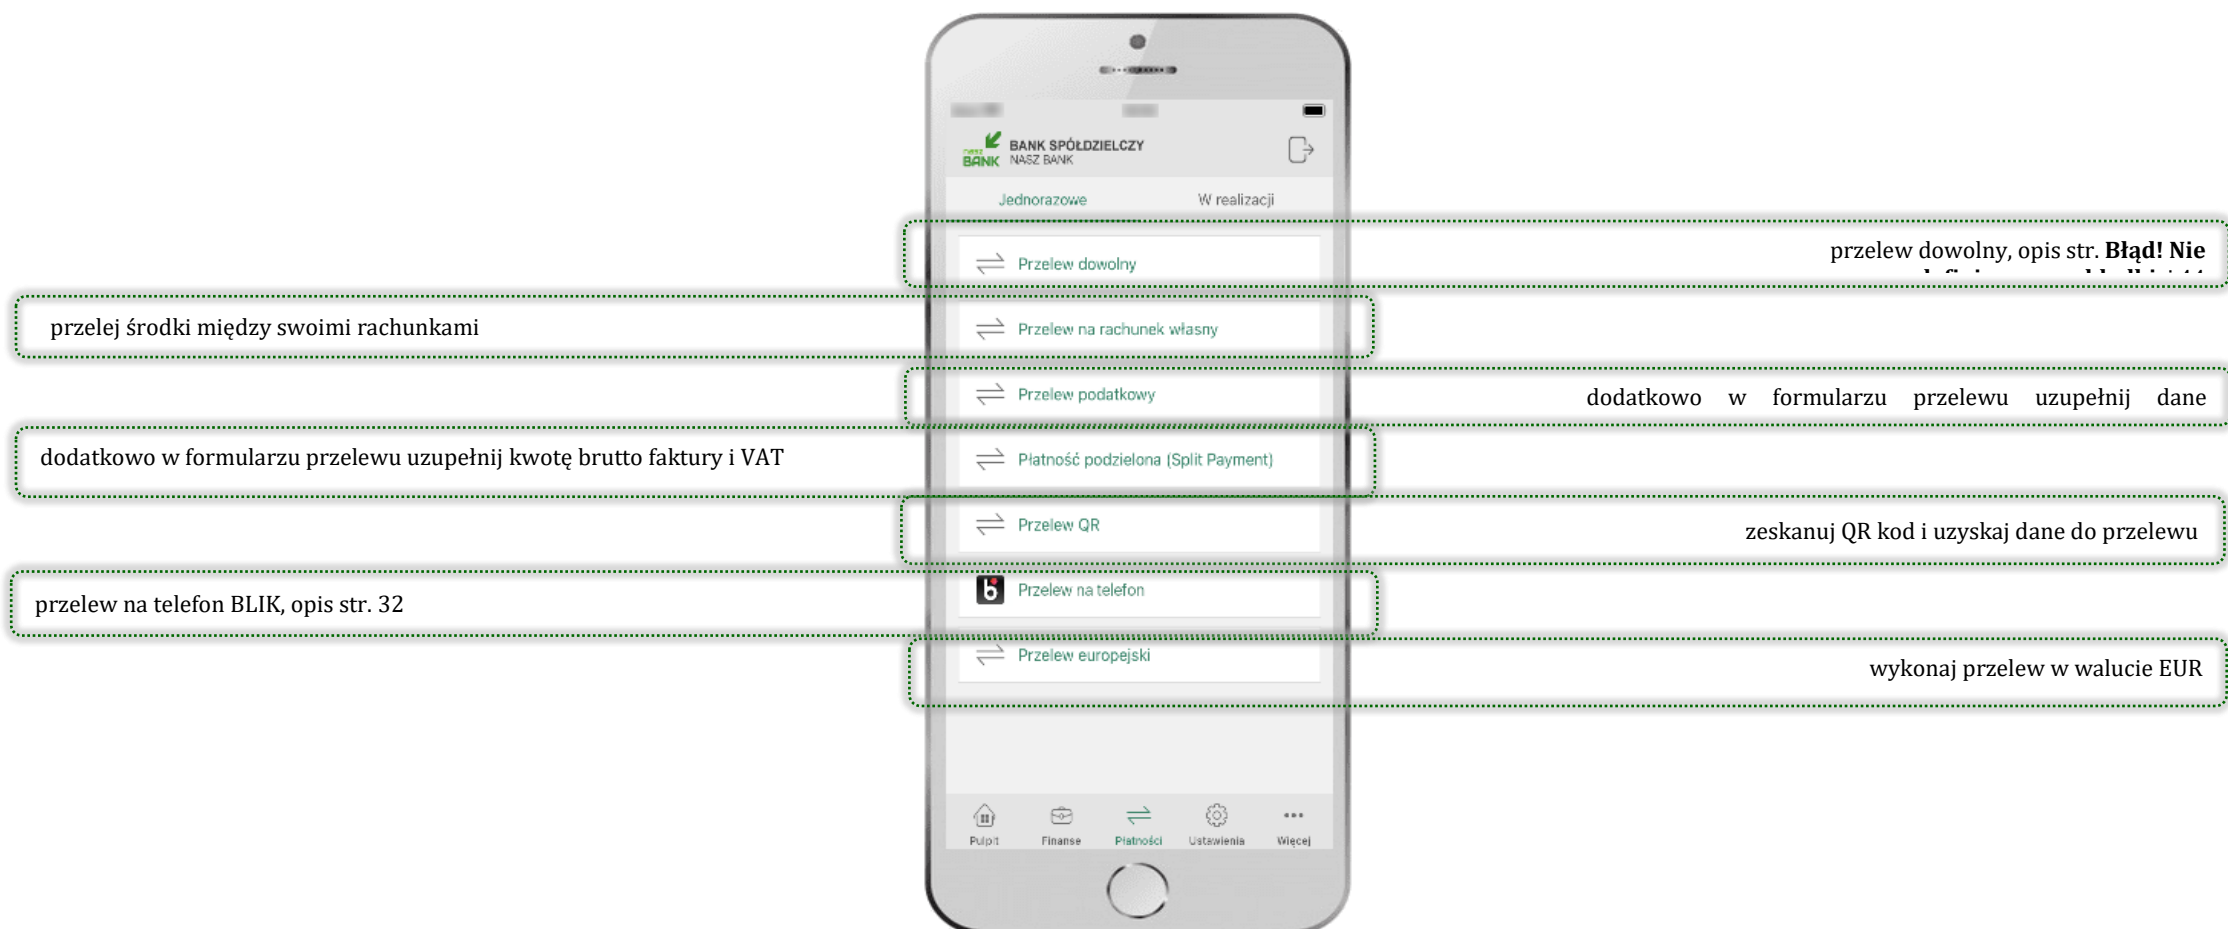 nasz
BANK
BANK SPÓŁDZIELCZY
NASZ BANK
Jednorazowe
W realizacji
Przelew dowolny
przelew dowolny, opis str. Błąd! Nie
przelej środki między swoimi rachunkami
Przelew na rachunek własny
Przelew podatkowy
dodatkowo w formularzu przelewu uzupełnij dane
dodatkowo w formularzu przelewu uzupełnij kwotę brutto faktury i VAT
Płatność podzielona (Split Payment)
Przelew QR
zeskanuj QR kod i uzyskaj dane do przelewu
przelew na telefon BLIK, opis str. 32
b
Przelew na telefon
Przelew europejski
wykonaj przelew w walucie EUR
Pulpit
Finanse
Płatności
Ustawienia
Więcej